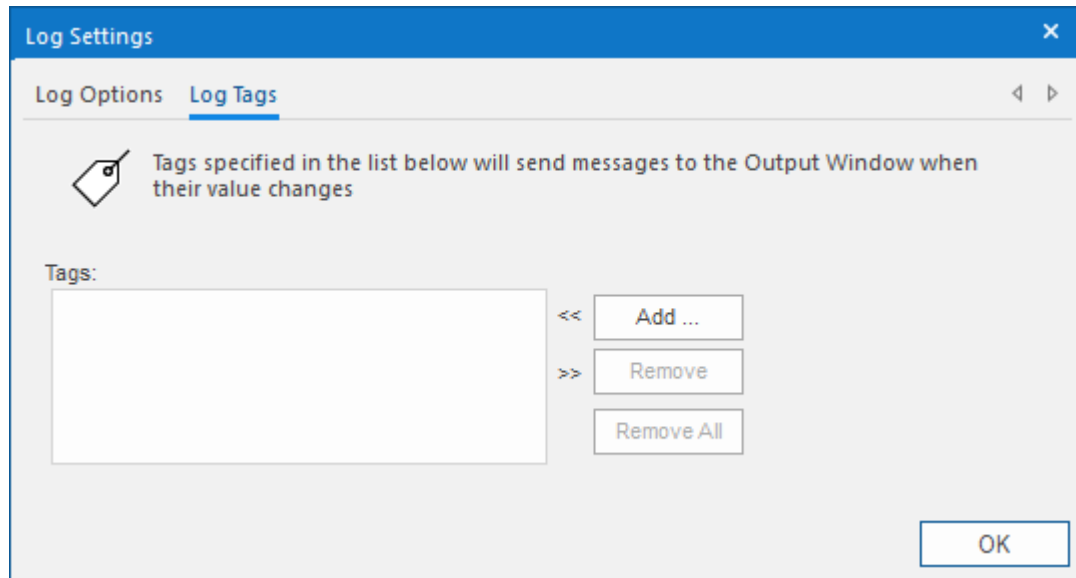 Log Settings
Log Options Log Tags
Tags specified in the list below will send messages to the Output Window when
their value changes
Tags:
<< Add ...
>> Remove
Remove All
OK